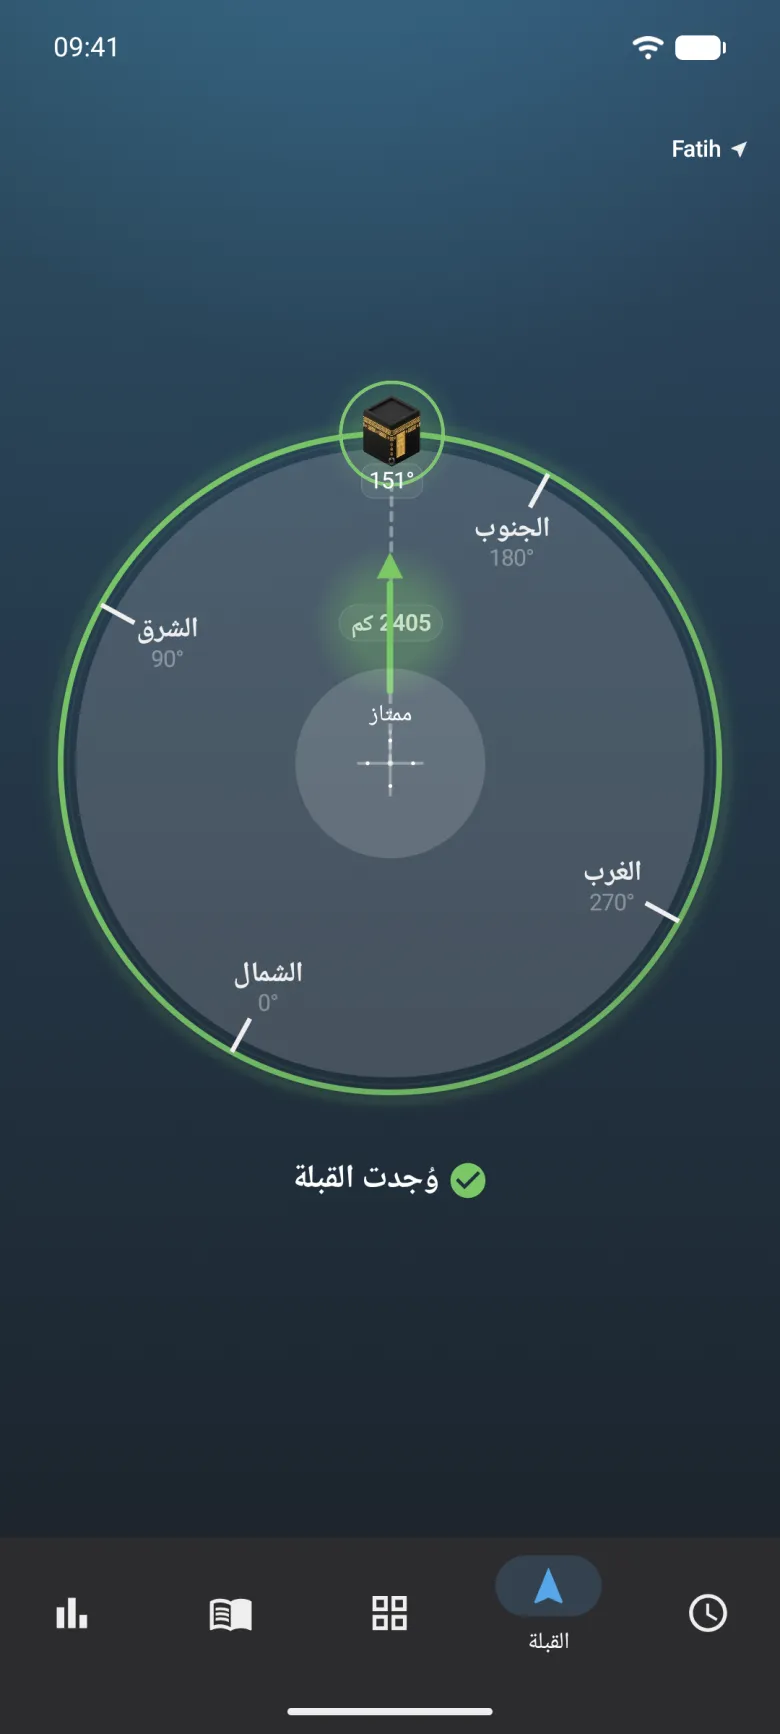 09:41
Fatih
151°
الجنوب
180°
2405 كم
الشرق
90°
ممتاز
الغرب
270°
الشمال
0°
وُجدت القبلة
القبلة